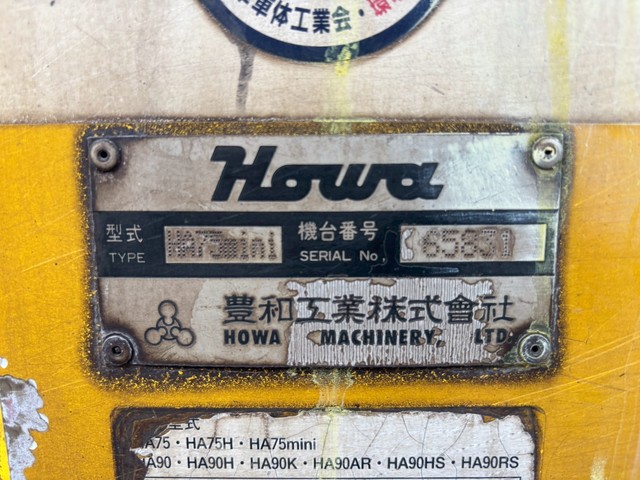 車体工業会・環
Howa
型式 HA75mini 機台番号
TYPE SERIAL No,
豊和工業株式會社
HOWA MACHINERY, LTD.
型式
HA75・HA75H・HA75mini
HA90・HA90H・HA90K・HA90AR・HA90HS・HA90RS